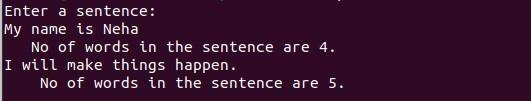 Enter a sentence:
My name is Neha
No of words in the sentence are 4.
I will make things happen.
No of words in the sentence are 5.